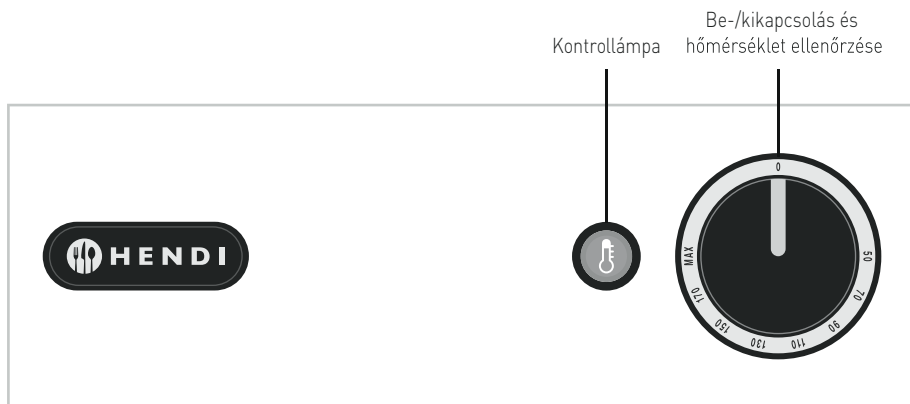 Be-/kikapcsolás és
Kontrollámpa
hőmérséklet ellenőrzése
HENDI
0
50
70
90
110
130
150
170
MAX